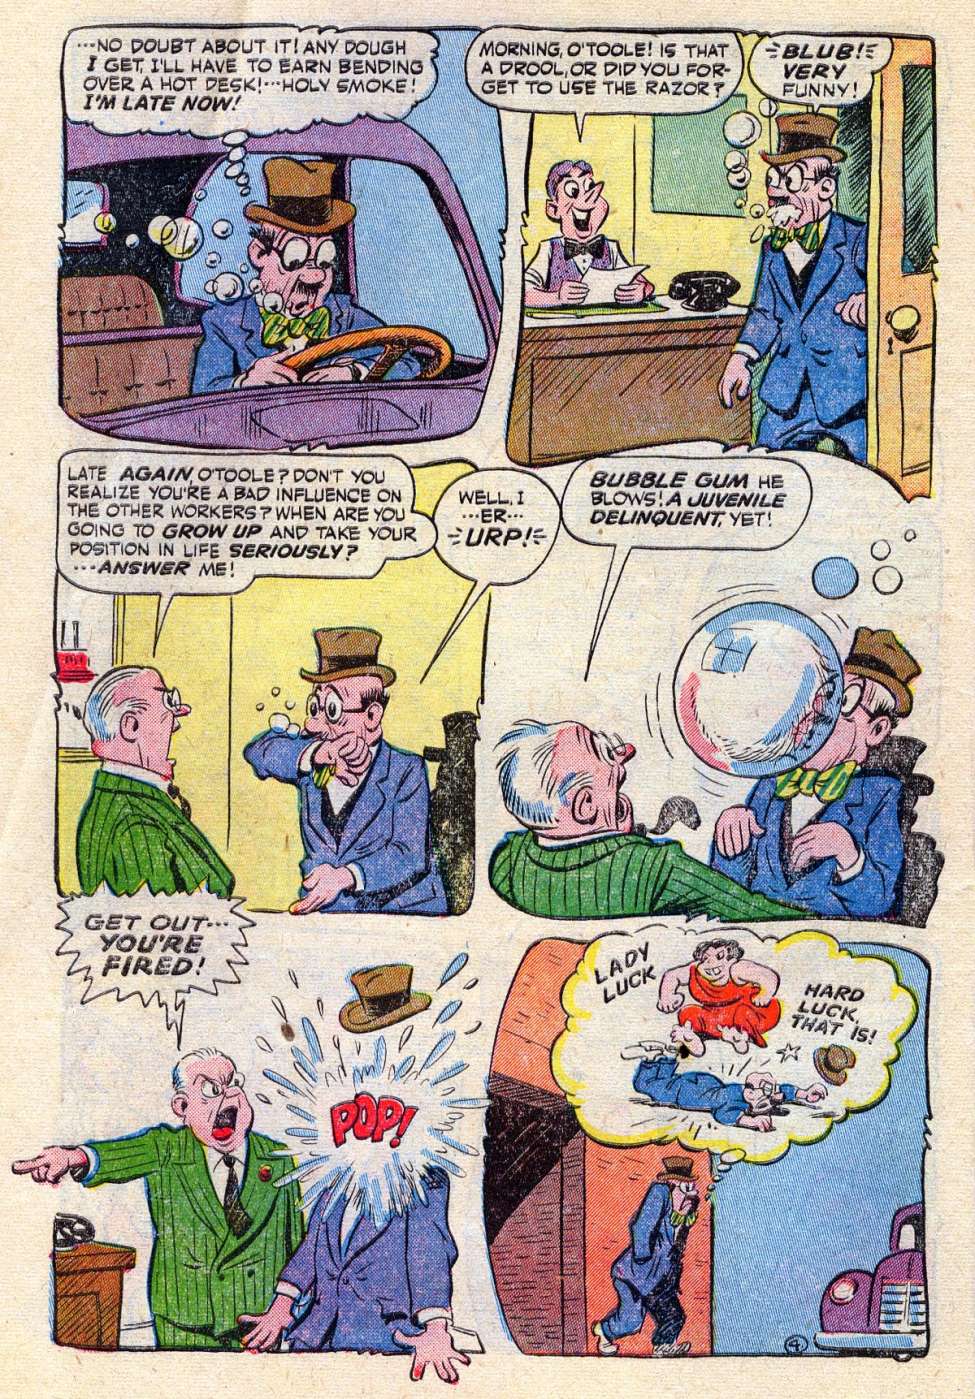 ...NO DOUBT ABOUT IT! ANY DOUGH
I GET, I'LL HAVE TO EARN BENDING
OVER A HOT DESK!...HOLY SMOKE!
I'M LATE NOW!
MORNING, O'TOOLE! IS THAT
A DROOL, OR DID YOU FOR-
GET TO USE THE RAZOR?
BLUB!
VERY
FUNNY!
LATE AGAIN, O'TOOLE? DON'T YOU
REALIZE YOU'RE A BAD INFLUENCE ON
THE OTHER WORKERS? WHEN ARE YOU
GOING TO GROW UP AND TAKE YOUR
POSITION IN LIFE SERIOUSLY?
...ANSWER ME!
WELL, I
...ER...
URP!
BUBBLE GUM HE
BLOWS! A JUVENILE
DELINQUENT, YET!
GET OUT...
YOU'RE
FIRED!
POP!
LADY
LUCK
HARD
LUCK,
THAT IS!
4